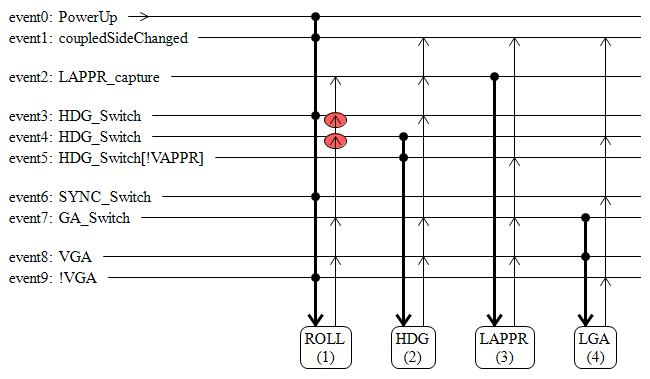 event0: PowerUp
event1: coupledSideChanged
event2: LAPPR_capture
event3: HDG_Switch
event4: HDG_Switch
event5: HDG_Switch[!VAPPR]
event6: SYNC_Switch
event7: GA_Switch
event8: VGA
event9: !VGA
ROLL HDG LAPPR LGA
(1) (2) (3) (4)